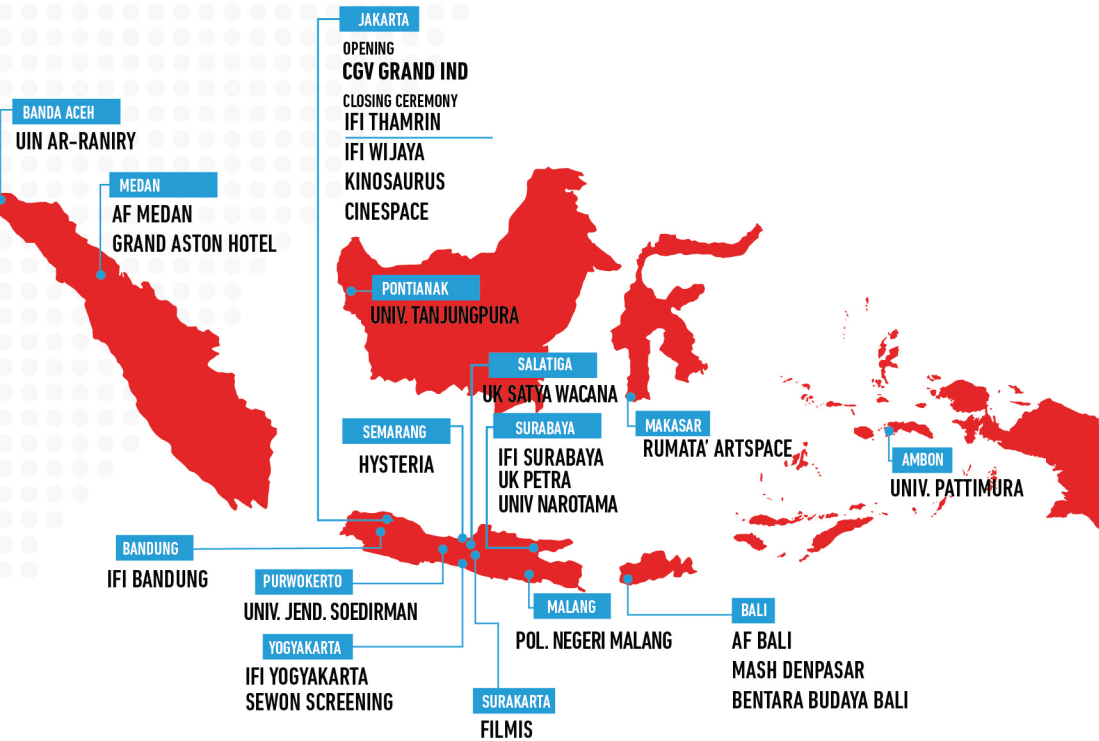 JAKARTA
OPENING
CGV GRAND IND
CLOSING CEREMONY
IFI THAMRIN
IFI WIJAYA
KINOSAURUS
CINESPACE
BANDA ACEH
UIN AR-RANIRY
MEDAN
AF MEDAN
GRAND ASTON HOTEL
PONTIANAK
UNIV. TANJUNGPURA
SALATIGA
UK SATYA WACANA
SEMARANG
HYSTERIA
SURABAYA
IFI SURABAYA
UK PETRA
UNIV NAROTAMA
MAKASAR
RUMATA' ARTSPACE
AMBON
UNIV. PATTIMURA
BANDUNG
IFI BANDUNG
PURWOKERTO
UNIV. JEND. SOEDIRMAN
YOGYAKARTA
IFI YOGYAKARTA
SEWON SCREENING
MALANG
POL. NEGERI MALANG
SURAKARTA
FILMIS
BALI
AF BALI
MASH DENPASAR
BENTARA BUDAYA BALI